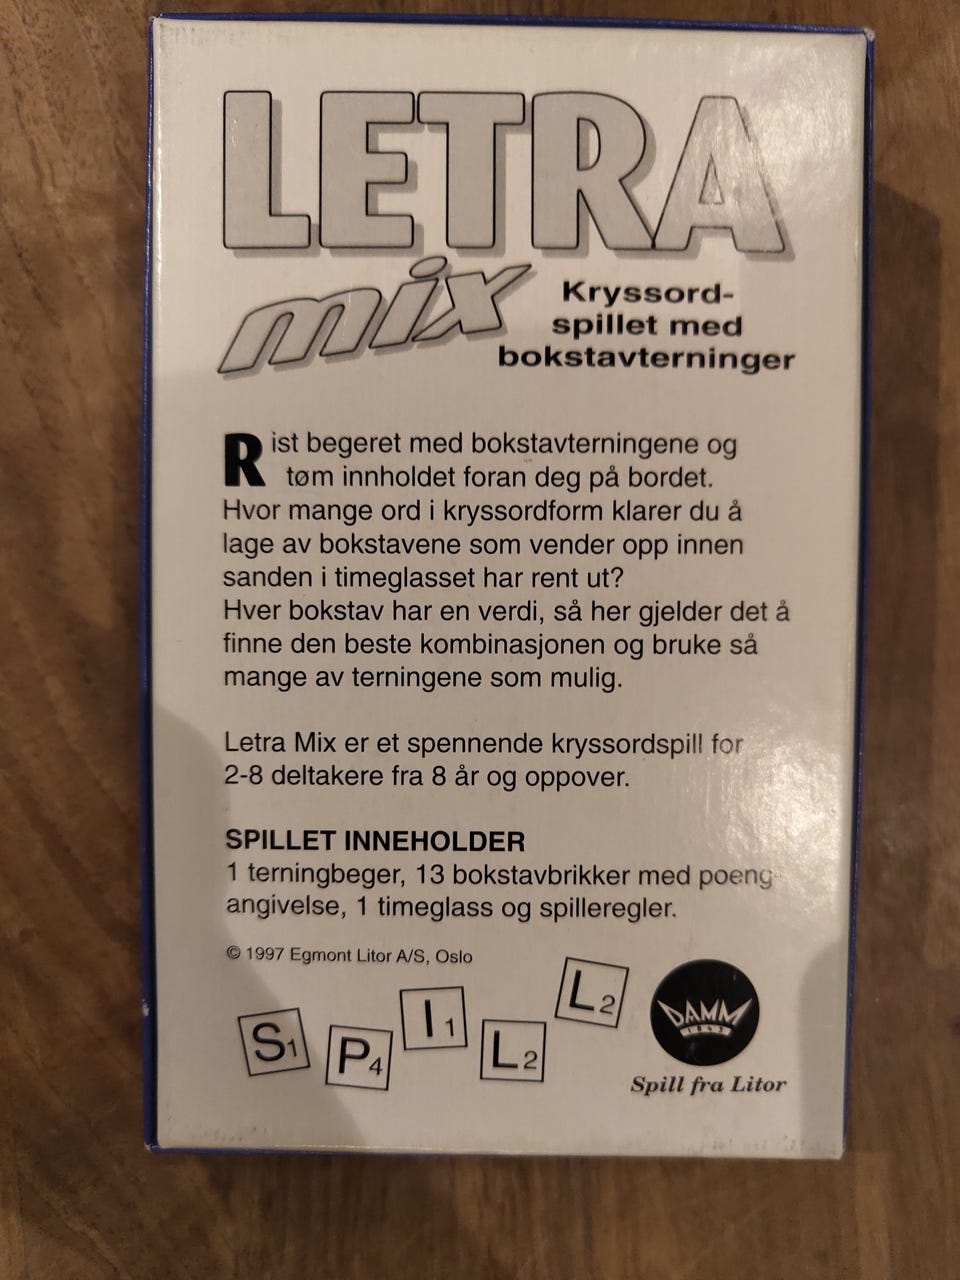 LETRA
mix
Kryssord-
spillet med
bokstavterninger
Rist begeret med bokstavterningene og
tøm innholdet foran deg på bordet.
Hvor mange ord i kryssordform klarer du å
lage av bokstavene som vender opp innen
sanden i timeglasset har rent ut?
Hver bokstav har en verdi, så her gjelder det å
finne den beste kombinasjonen og bruke så
mange av terningene som mulig.
Letra Mix er et spennende kryssordspill for
2-8 deltakere fra 8 år og oppover.
SPILLET INNEHOLDER
1 terningbeger, 13 bokstavbrikker med poeng-
angivelse, 1 timeglass og spilleregler.
© 1997 Egmont Litor A/S, Oslo
S1 P4 I1 L2 L2
DAMM
1843
Spill fra Litor